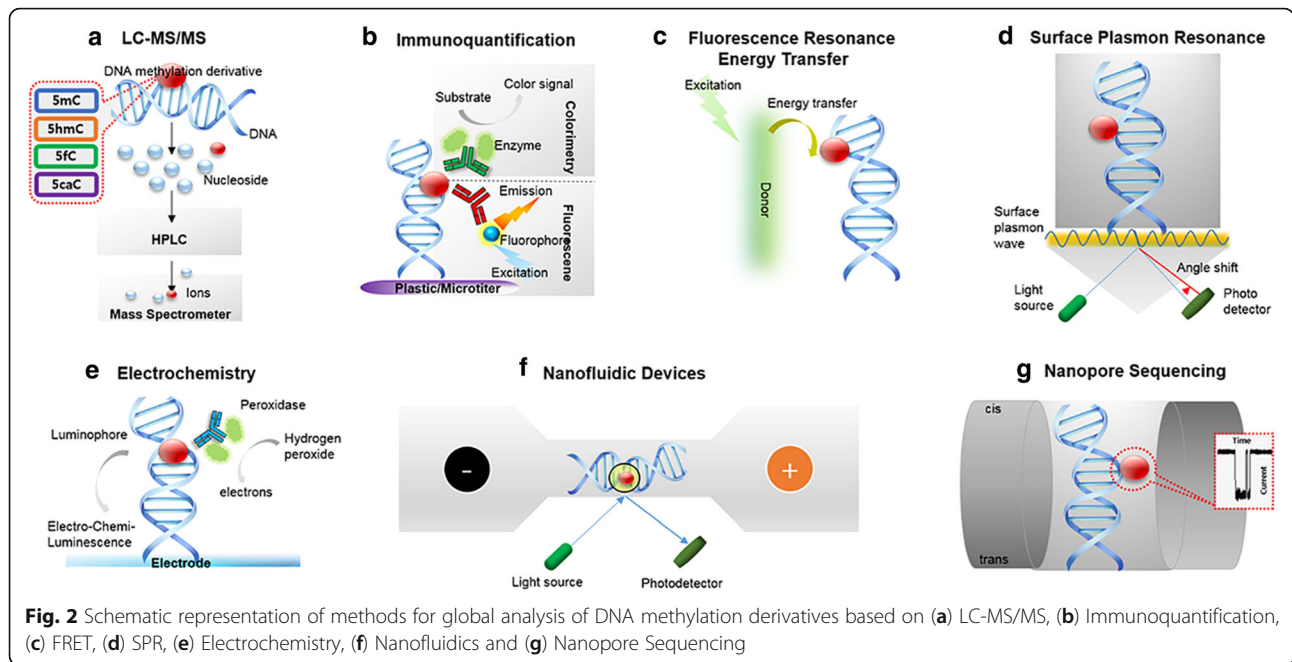 a
LC-MS/MS
DNA methylation derivative
5mC
5hmC
5fC
5caC
DNA
Nucleoside
HPLC
Ions
Mass Spectrometer
b
Immunoquantification
Color signal
Substrate
Enzyme
Colorimetry
Emission
Fluorescene
Fluorophore
Excitation
Plastic/Microtiter
c
Fluorescence Resonance
Energy Transfer
Excitation
Energy transfer
Donor
d
Surface Plasmon Resonance
Surface
plasmon
wave
Angle shift
Light
source
Photo
detector
e
Electrochemistry
Peroxidase
Luminophore
Hydrogen
peroxide
electrons
Electro-Chemi-
Luminescence
Electrode
f
Nanofluidic Devices
-
+
Light source
Photodetector
g
Nanopore Sequencing
cis
Time
Current
trans
Fig. 2 Schematic representation of methods for global analysis of DNA methylation derivatives based on (a) LC-MS/MS, (b) Immunoquantification,
(c) FRET, (d) SPR, (e) Electrochemistry, (f) Nanofluidics and (g) Nanopore Sequencing